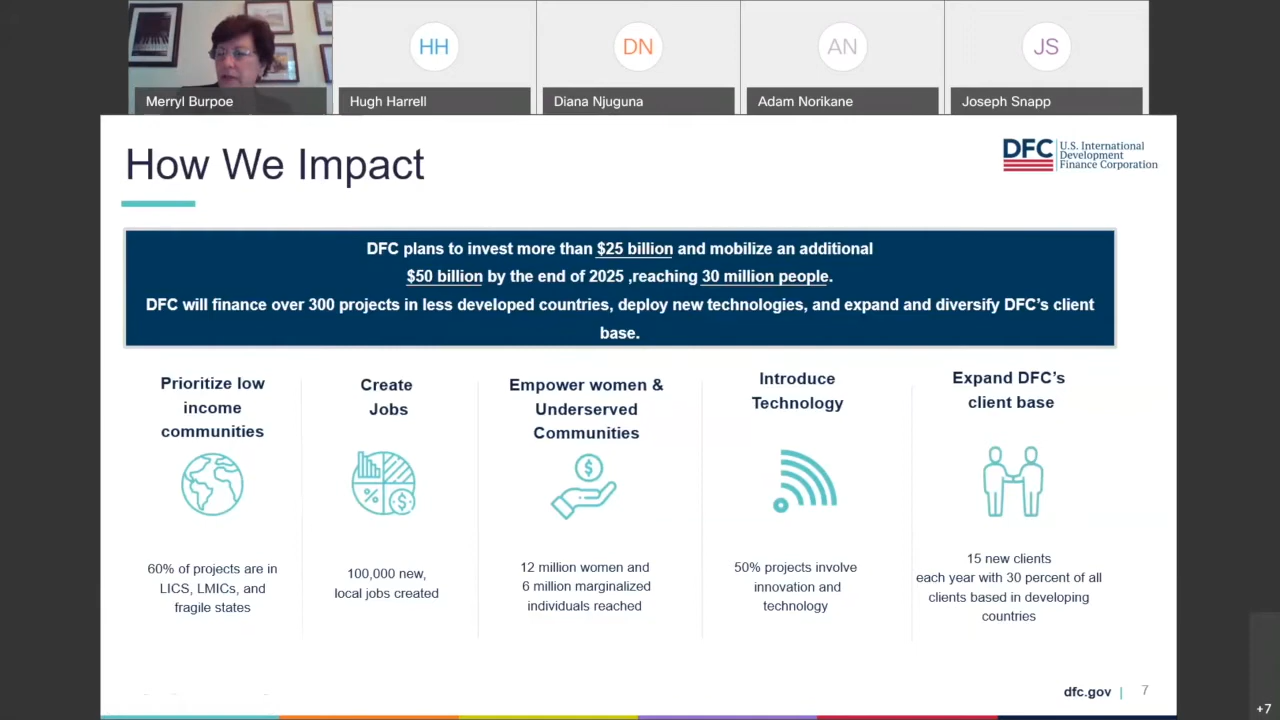 HH
DN
AN
JS
Merryl Burpoe
Hugh Harrell
Diana Njuguna
Adam Norikane
Joseph Snapp
How We Impact
DFC
U.S. International
Development
Finance Corporation
DFC plans to invest more than $25 billion and mobilize an additional
$50 billion by the end of 2025 ,reaching 30 million people.
DFC will finance over 300 projects in less developed countries, deploy new technologies, and expand and diversify DFC’s client
base.
Prioritize low
income
communities
60% of projects are in
LICS, LMICs, and
fragile states
Create
Jobs
%
$
100,000 new,
local jobs created
Empower women &
Underserved
Communities
$
12 million women and
6 million marginalized
individuals reached
Introduce
Technology
50% projects involve
innovation and
technology
Expand DFC’s
client base
15 new clients
each year with 30 percent of all
clients based in developing
countries
dfc.gov | 7
+7